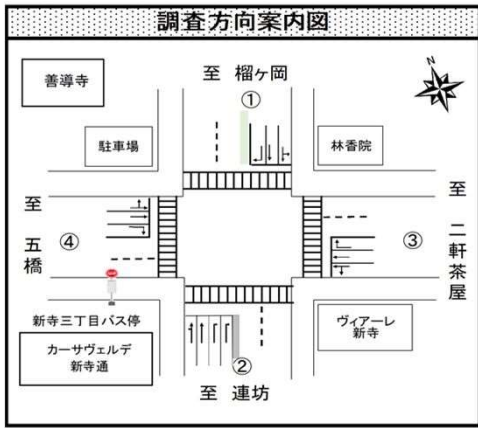 調査方向案内図
N
善導寺
至 榴ヶ岡
①
駐車場
林香院
至 五橋
④
③
至 二軒茶屋
新寺三丁目バス停
カーサヴェルデ
新寺通
ヴィアーレ
新寺
②
至 連坊